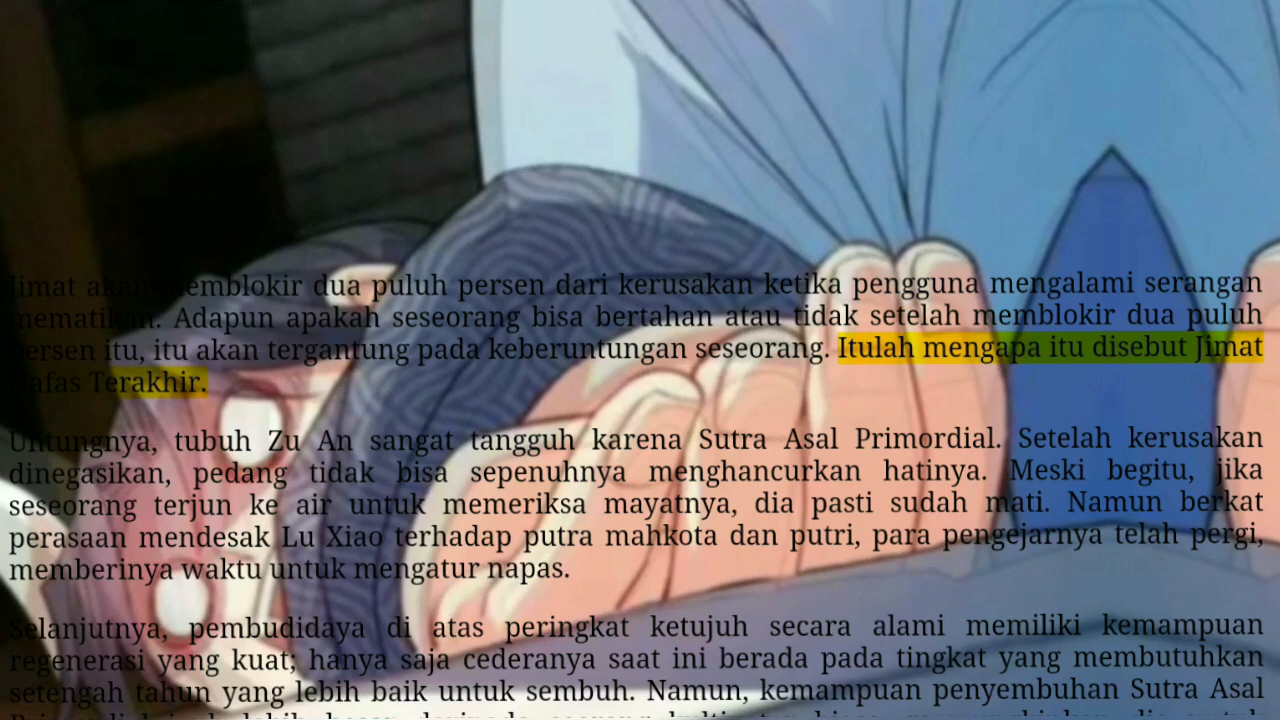 Jimat akan memblokir dua puluh persen dari kerusakan ketika pengguna mengalami serangan
mematikan. Adapun apakah seseorang bisa bertahan atau tidak setelah memblokir dua puluh
persen itu, itu akan tergantung pada keberuntungan seseorang. Itulah mengapa itu disebut Jimat
Nafas Terakhir.
Untungnya, tubuh Zu An sangat tangguh karena Sutra Asal Primordial. Setelah kerusakan
dinegasikan, pedang tidak bisa sepenuhnya menghancurkan hatinya. Meski begitu, jika
seseorang terjun ke air untuk memeriksa mayatnya, dia pasti sudah mati. Namun berkat
perasaan mendesak Lu Xiao terhadap putra mahkota dan putri, para pengejarnya telah pergi,
memberinya waktu untuk mengatur napas.
Selanjutnya, pembudidaya di atas peringkat ketujuh secara alami memiliki kemampuan
regenerasi yang kuat; hanya saja cederanya saat ini berada pada tingkat yang membutuhkan
setengah tahun yang lebih baik untuk sembuh. Namun, kemampuan penyembuhan Sutra Asal